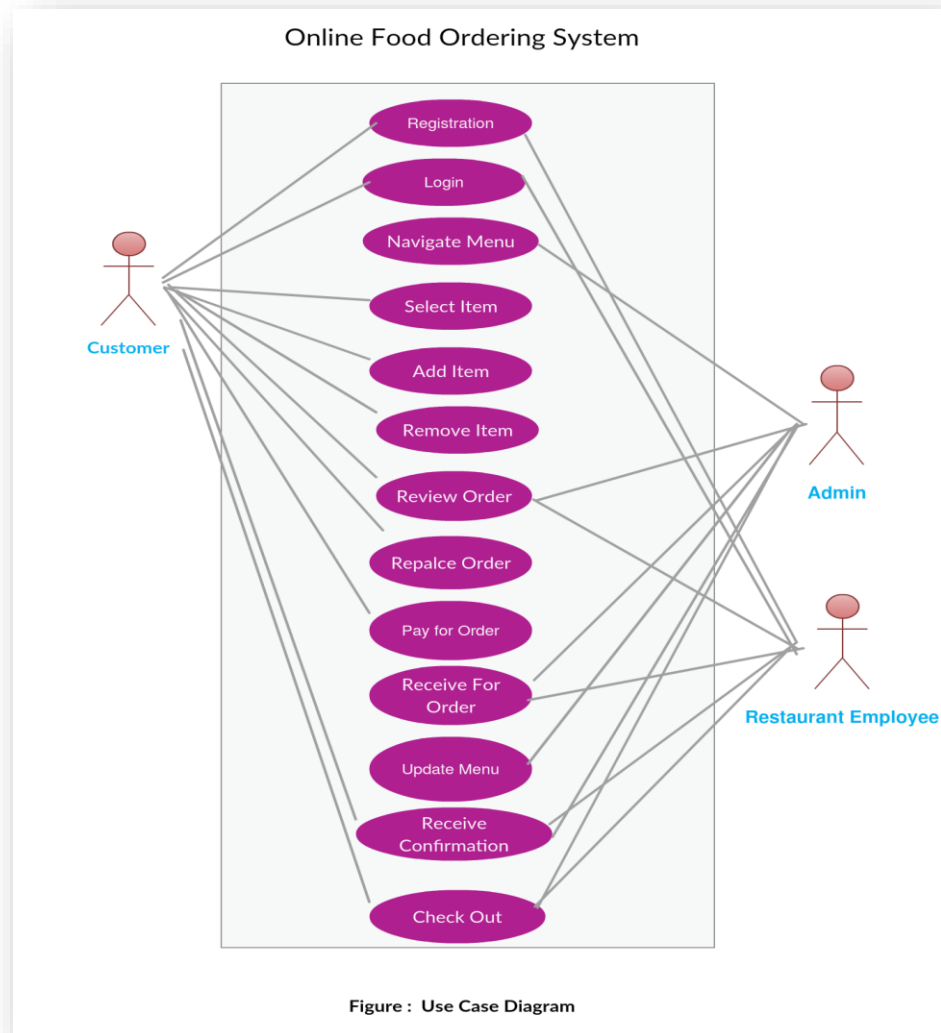 Online Food Ordering System
Registration
Login
Navigate Menu
Select Item
Customer
Add Item
Remove Item
Review Order
Admin
Repalce Order
Pay for Order
Receive For
Order
Restaurant Employee
Update Menu
Receive
Confirmation
Check Out
Figure : Use Case Diagram